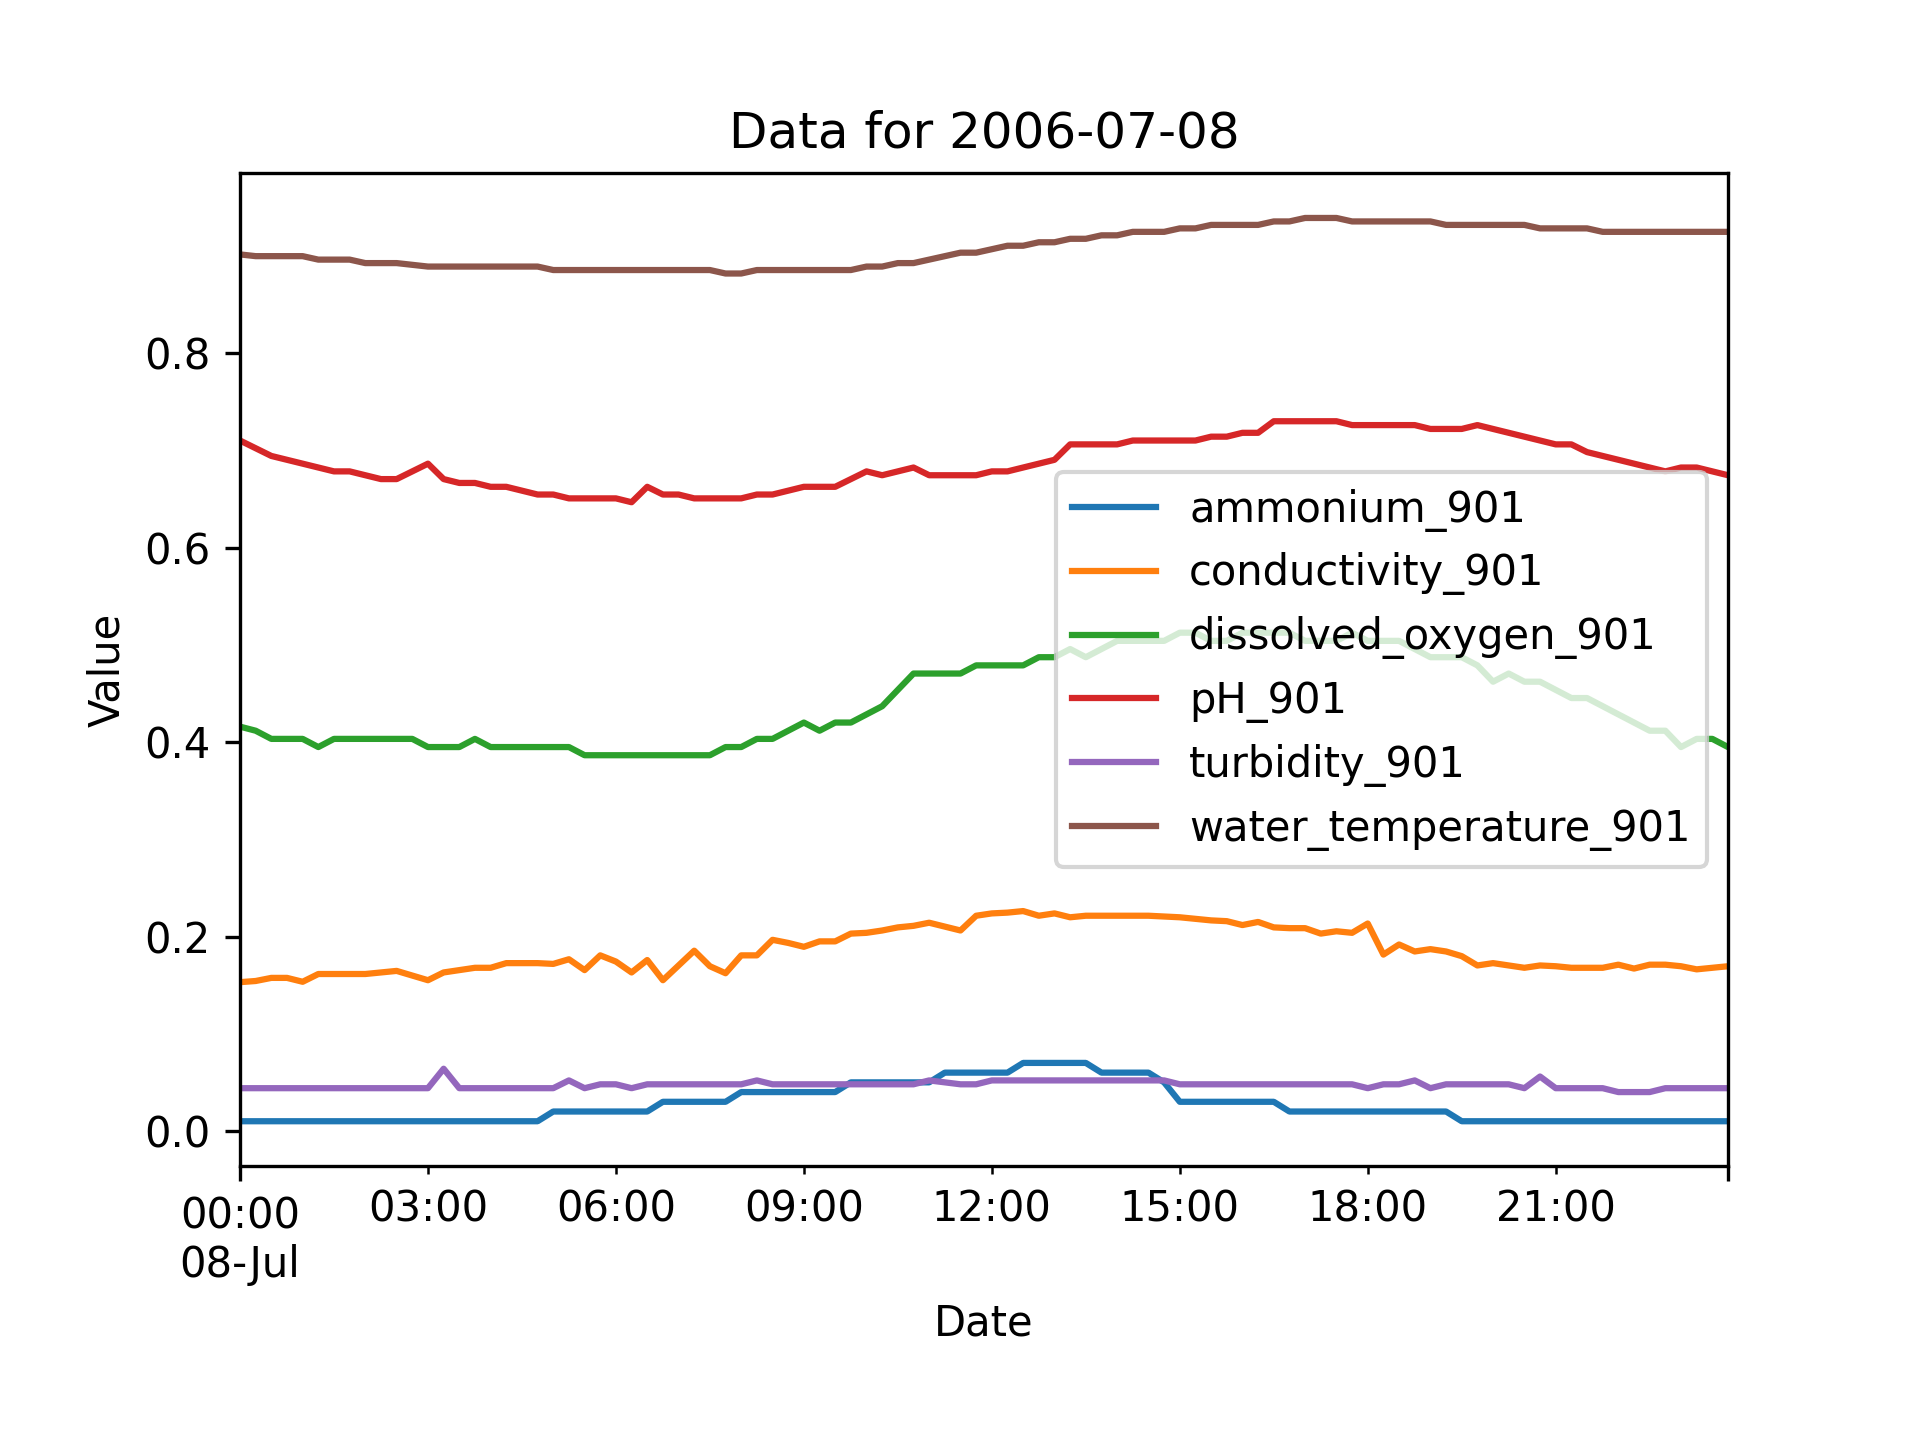 Data for 2006-07-08
Value
0.8
0.6
0.4
0.2
0.0
ammonium_901
conductivity_901
dissolved_oxygen_901
pH_901
turbidity_901
water_temperature_901
00:00 03:00 06:00 09:00 12:00 15:00 18:00 21:00
08-Jul
Date